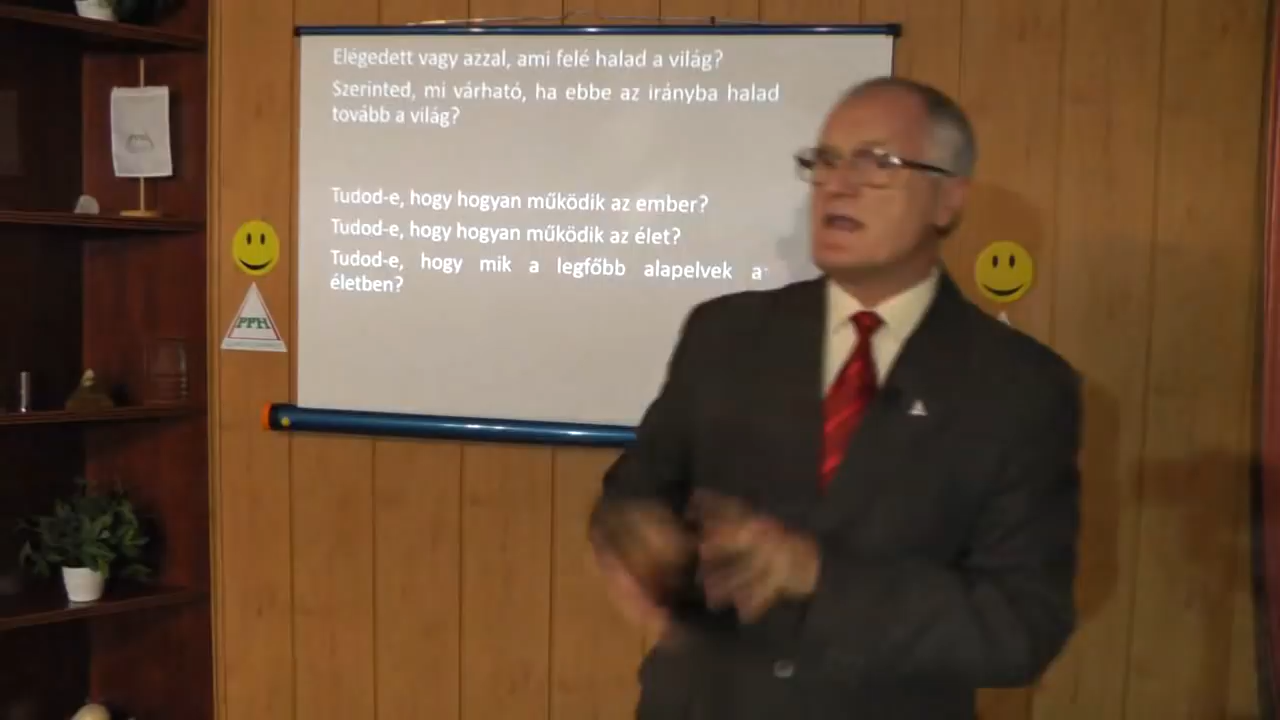 Elégedett vagy azzal, ami felé halad a világ?
Szerinted, mi várható, ha ebbe az irányba halad
tovább a világ?
Tudod-e, hogy hogyan működik az ember?
Tudod-e, hogy hogyan működik az élet?
Tudod-e, hogy mik a legfőbb alapelvek
életben?
PPH